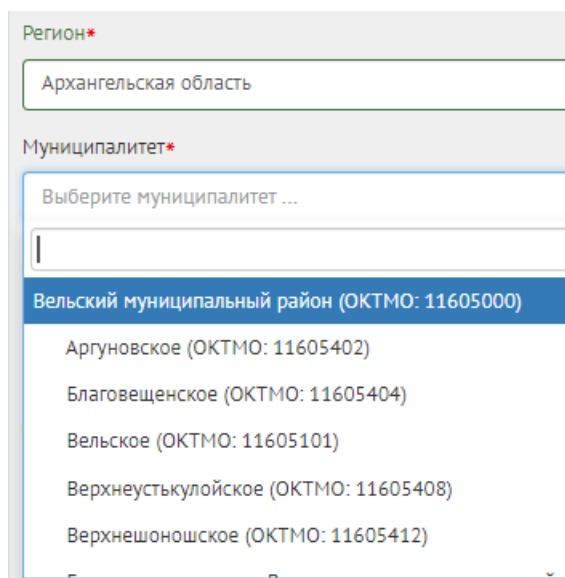 Регион*
Архангельская область
Муниципалитет*
Выберите муниципалитет ...
Вельский муниципальный район (ОКТМО: 11605000)
Аргуновское (ОКТМО: 11605402)
Благовещенское (ОКТМО: 11605404)
Вельское (ОКТМО: 11605101)
Верхнеустькулойское (ОКТМО: 11605408)
Верхнешоношское (ОКТМО: 11605412)